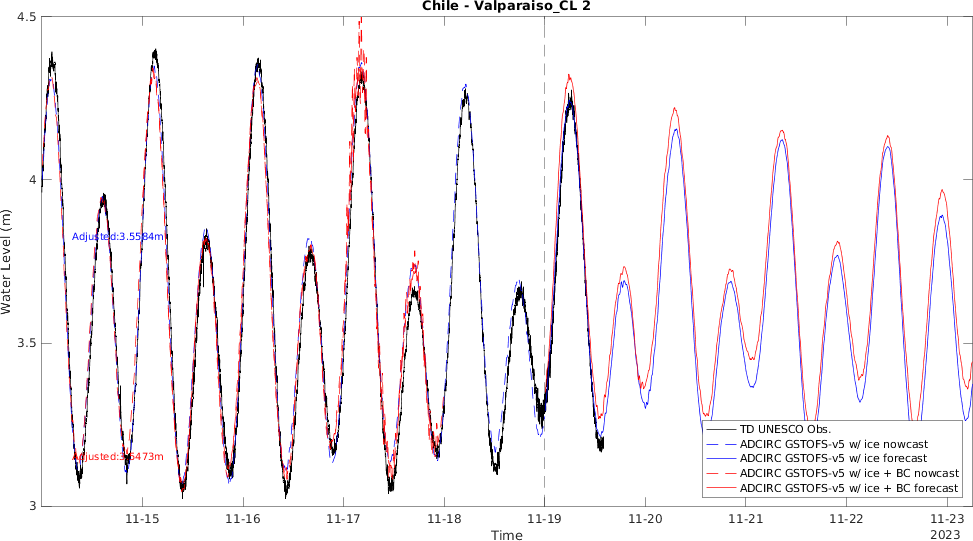 Chile - Valparaiso_CL 2
4.5
4
3.5
3
Water Level (m)
Adjusted:3.5584m
Adjusted:3.5473m
TD UNESCO Obs.
ADCIRC GSTOFS-v5 w/ ice nowcast
ADCIRC GSTOFS-v5 w/ ice forecast
ADCIRC GSTOFS-v5 w/ ice + BC nowcast
ADCIRC GSTOFS-v5 w/ ice + BC forecast
11-15 11-16 11-17 11-18 11-19 11-20 11-21 11-22 11-23
Time
2023